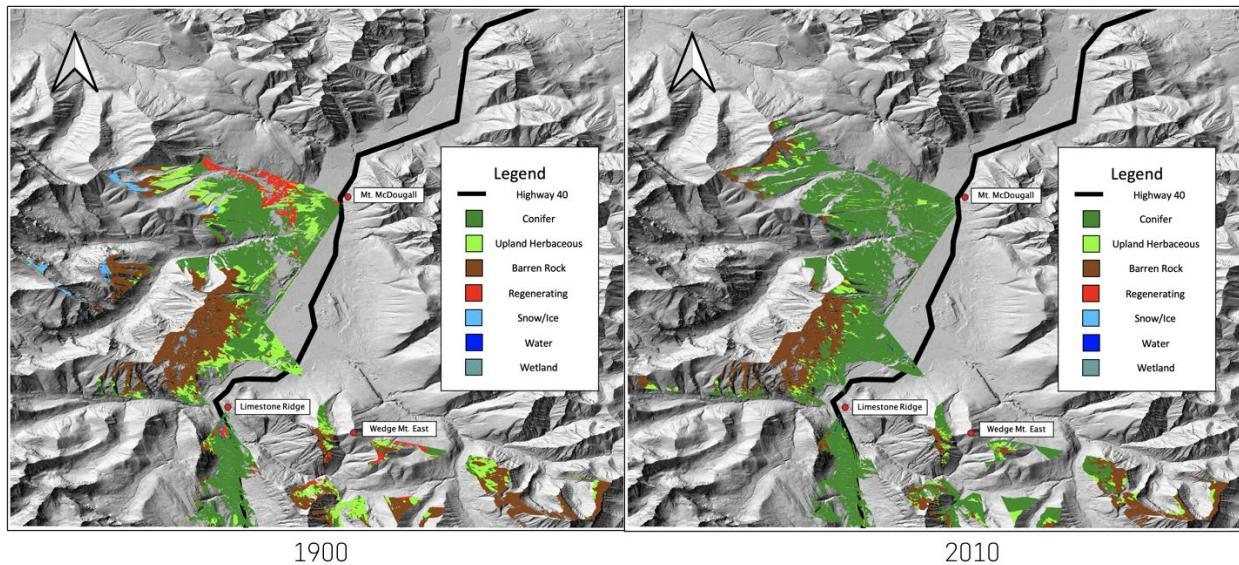 Legend
Highway 40
Conifer
Upland Herbaceous
Barren Rock
Regenerating
Snow/Ice
Water
Wetland
Mt. McDougall
Limestone Ridge
Wedge Mt. East
1900
Legend
Highway 40
Conifer
Upland Herbaceous
Barren Rock
Regenerating
Snow/Ice
Water
Wetland
Mt. McDougall
Limestone Ridge
Wedge Mt. East
2010